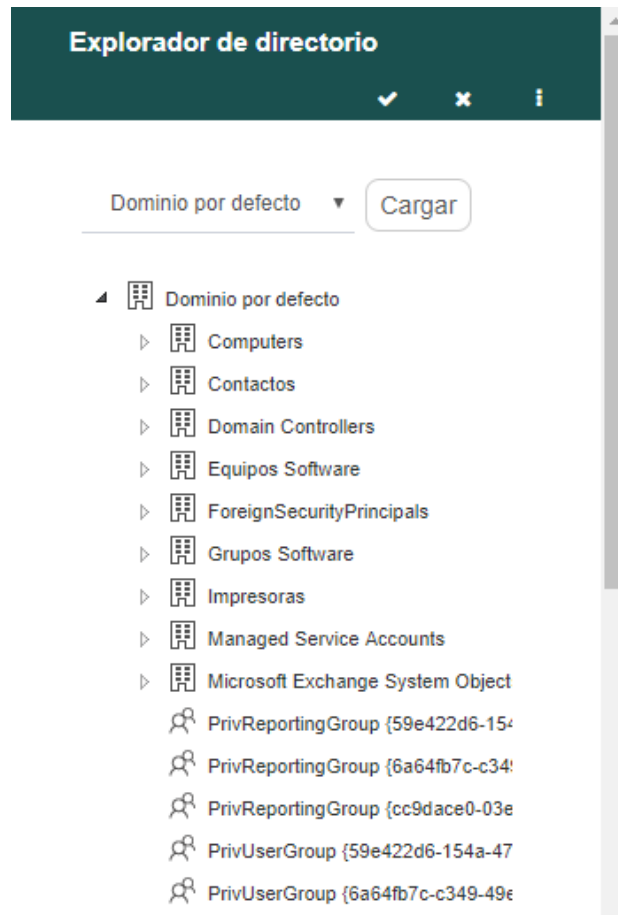 Explorador de directorio
Dominio por defecto Cargar
Dominio por defecto
Computers
Contactos
Domain Controllers
Equipos Software
ForeignSecurityPrincipals
Grupos Software
Impresoras
Managed Service Accounts
Microsoft Exchange System Object
PrivReportingGroup {59e422d6-154
PrivReportingGroup {6a64fb7c-c349
PrivReportingGroup {cc9dace0-03e
PrivUserGroup {59e422d6-154a-47
PrivUserGroup {6a64fb7c-c349-49e